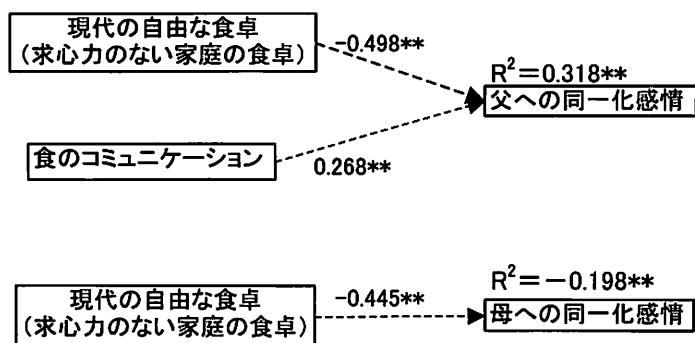 現代の自由な食卓
(求心力のない家庭の食卓)
-0.498**
R²=0.318**
父への同一化感情
食のコミュニケーション
0.268**
現代の自由な食卓
(求心力のない家庭の食卓)
-0.445**
R²=-0.198**
母への同一化感情